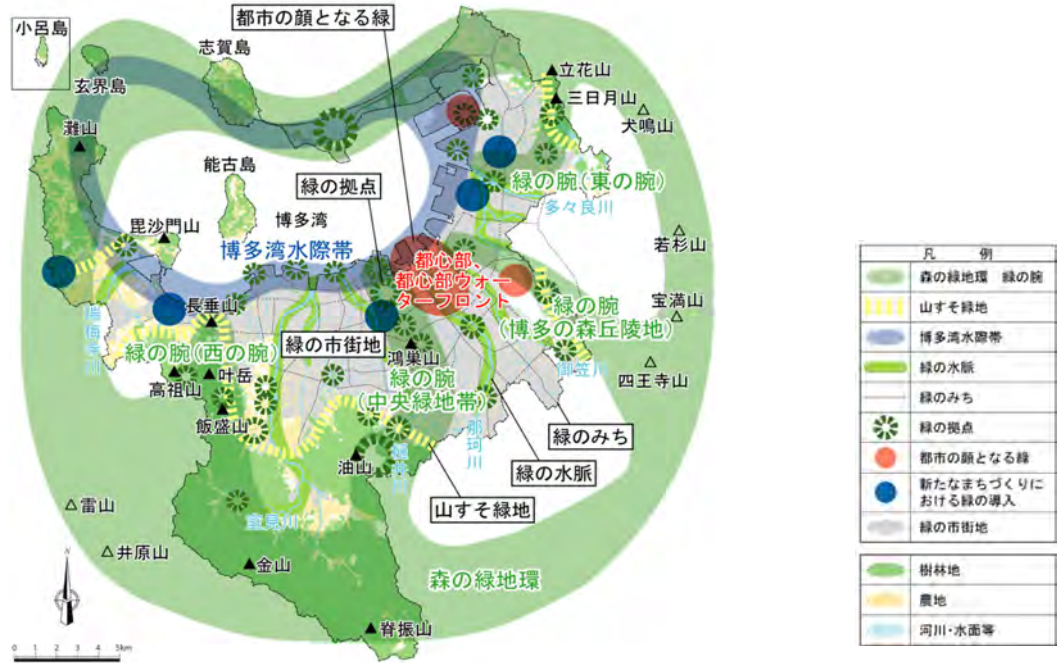 都市の顔となる緑
小呂島
志賀島
玄界島
立花山
三日月山
犬鳴山
灘山
能古島
緑の拠点
緑の腕(東の腕)
多々良川
博多湾
毘沙門山
博多湾水際帯
若杉山
都心部、
都心部ウォー
ターフロント
長垂山
緑の腕
(博多の森丘陵地)
宝満山
瑞梅寺川
緑の腕(西の腕)
緑の市街地
鴻巣山
御笠川
四王寺山
高祖山
叶岳
緑の腕
(中央緑地帯)
飯盛山
那珂川
緑のみち
油山
樋井川
緑の水脈
山すそ緑地
雷山
室見川
井原山
金山
森の緑地環
脊振山
N
0 1 2 3 4 5km
凡 例
森の緑地環 緑の腕
山すそ緑地
博多湾水際帯
緑の水脈
緑のみち
緑の拠点
都市の顔となる緑
新たなまちづくりに
おける緑の導入
緑の市街地
樹林地
農地
河川・水面等